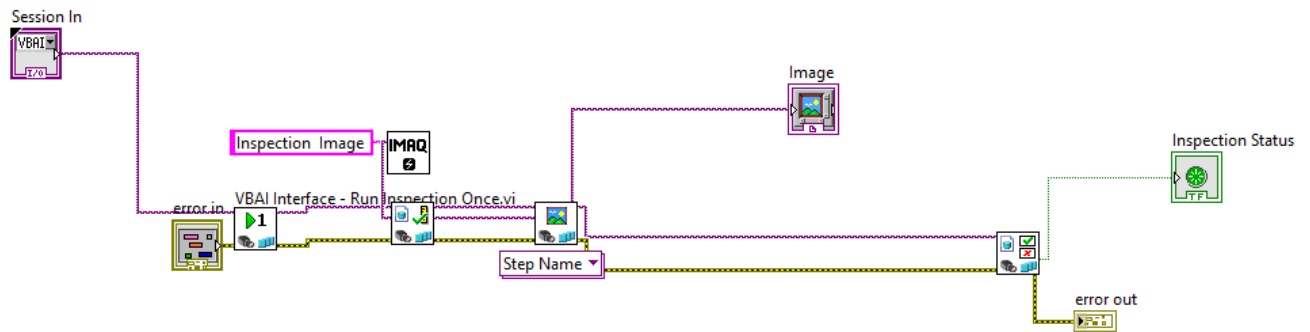 Session In
VBAI
I/O
Image
Inspection Image
IMAQ
Inspection Status
TF
VBAI Interface - Run Inspection Once.vi
error in
1
Step Name
error out